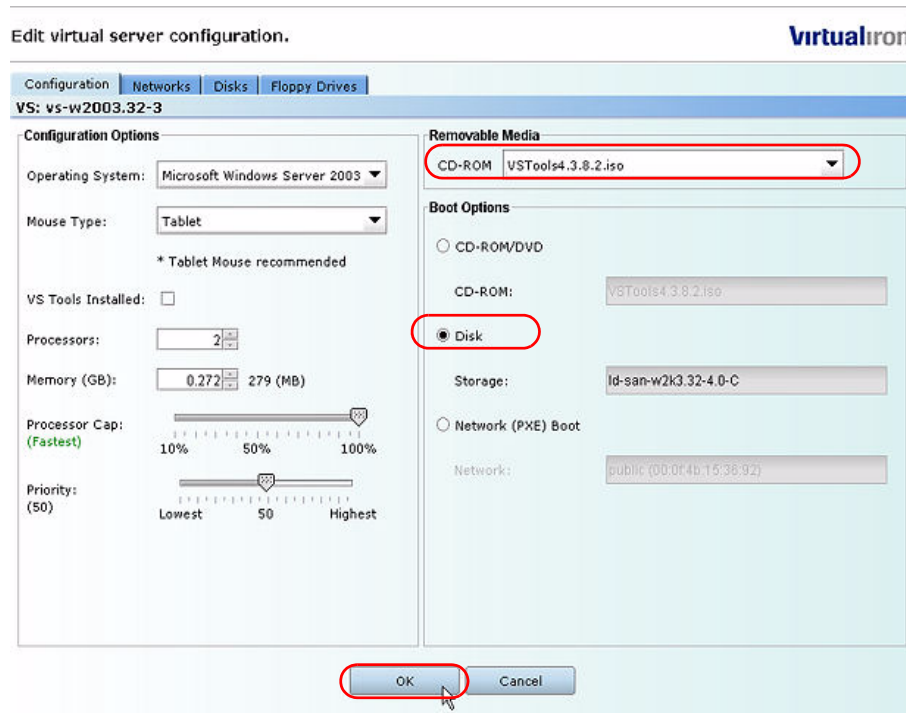 Edit virtual server configuration.
Virtualiron
Configuration Networks Disks Floppy Drives
VS: vs-w2003.32-3
Configuration Options
Operating System: Microsoft Windows Server 2003
Mouse Type: Tablet
* Tablet Mouse recommended
VS Tools Installed:
Processors: 2
Memory (GB): 0.272 279 (MB)
Processor Cap:
(Fastest)
10% 50% 100%
Priority:
(50)
Lowest 50 Highest
Removable Media
CD-ROM VSTools4.3.8.2.iso
Boot Options
CD-ROM/DVD
CD-ROM: VSTools4.3.8.2.iso
Disk
Storage: ld-san-w2k3.32-4.0-C
Network (PXE) Boot
Network: public (00:0f:4b:15:36:92)
OK Cancel